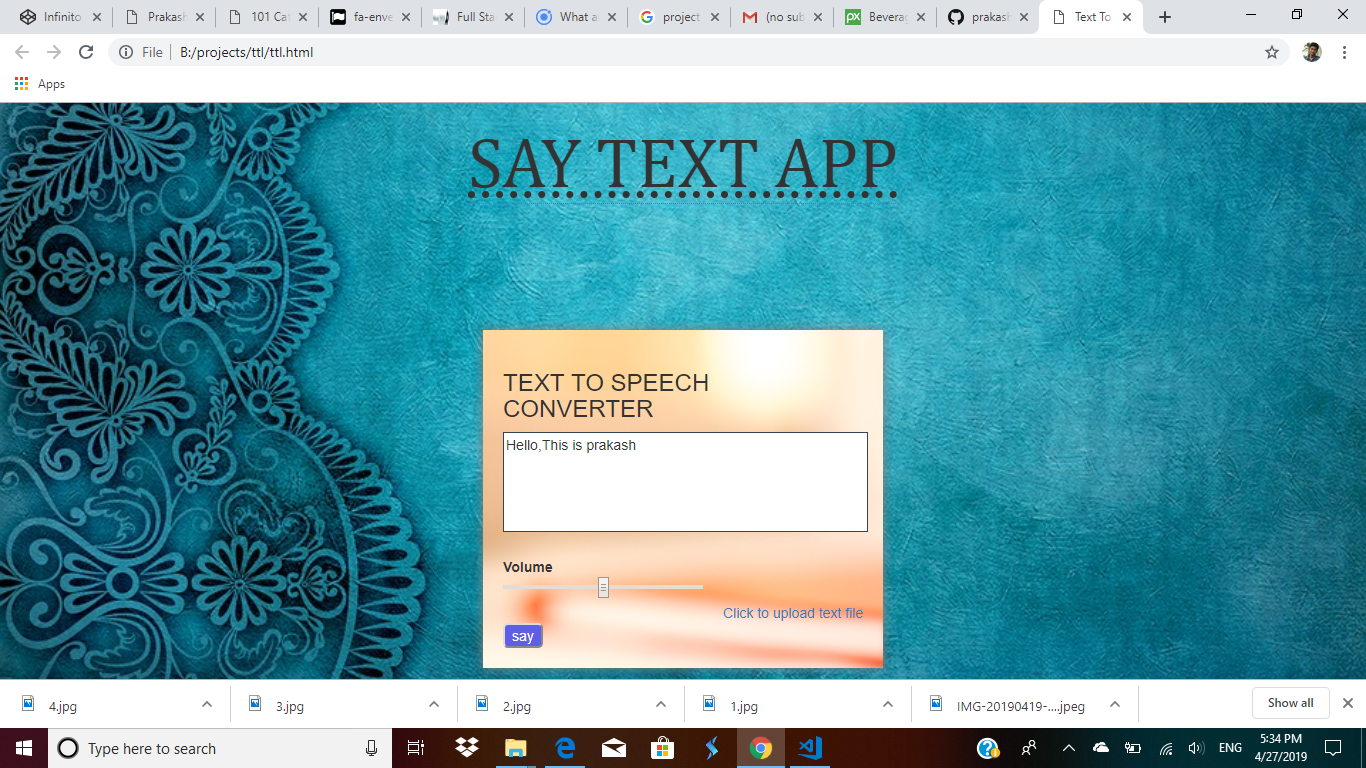 Infinito
Prakash
101 Cat
fa-enve
Full Sta
What a
project
(no sub
Beverag
prakash
Text To
File
B:/projects/ttl/ttl.html
Apps
SAY TEXT APP
TEXT TO SPEECH
CONVERTER
Hello,This is prakash
Volume
Click to upload text file
say
4.jpg
3.jpg
2.jpg
1.jpg
IMG-20190419-....jpeg
Show all
Type here to search
ENG
5:34 PM
4/27/2019